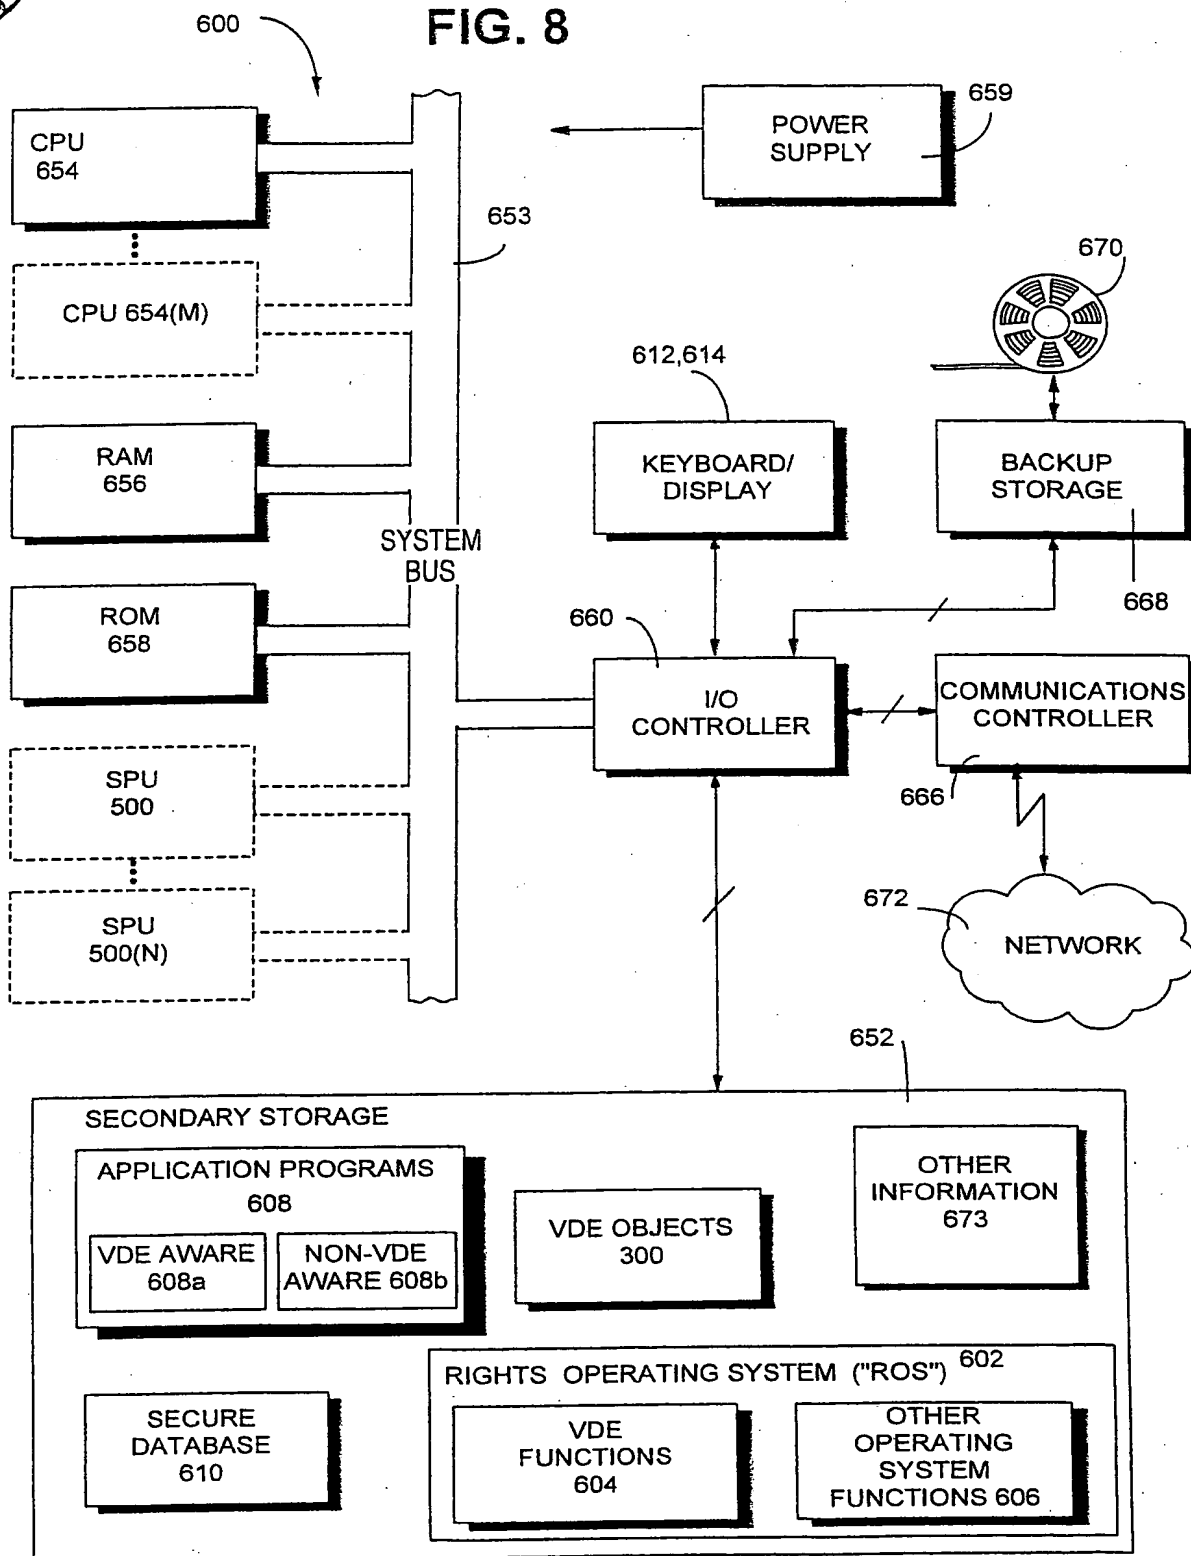 FIG. 8
600
CPU
654
CPU 654(M)
RAM
656
ROM
658
SPU
500
SPU
500(N)
653
SYSTEM
BUS
POWER
SUPPLY
659
670
612,614
KEYBOARD/
DISPLAY
BACKUP
STORAGE
668
660
I/O
CONTROLLER
COMMUNICATIONS
CONTROLLER
666
672
NETWORK
652
SECONDARY STORAGE
APPLICATION PROGRAMS
608
VDE AWARE
608a
NON-VDE
AWARE 608b
VDE OBJECTS
300
OTHER
INFORMATION
673
SECURE
DATABASE
610
RIGHTS OPERATING SYSTEM ("ROS") 602
VDE
FUNCTIONS
604
OTHER
OPERATING
SYSTEM
FUNCTIONS 606